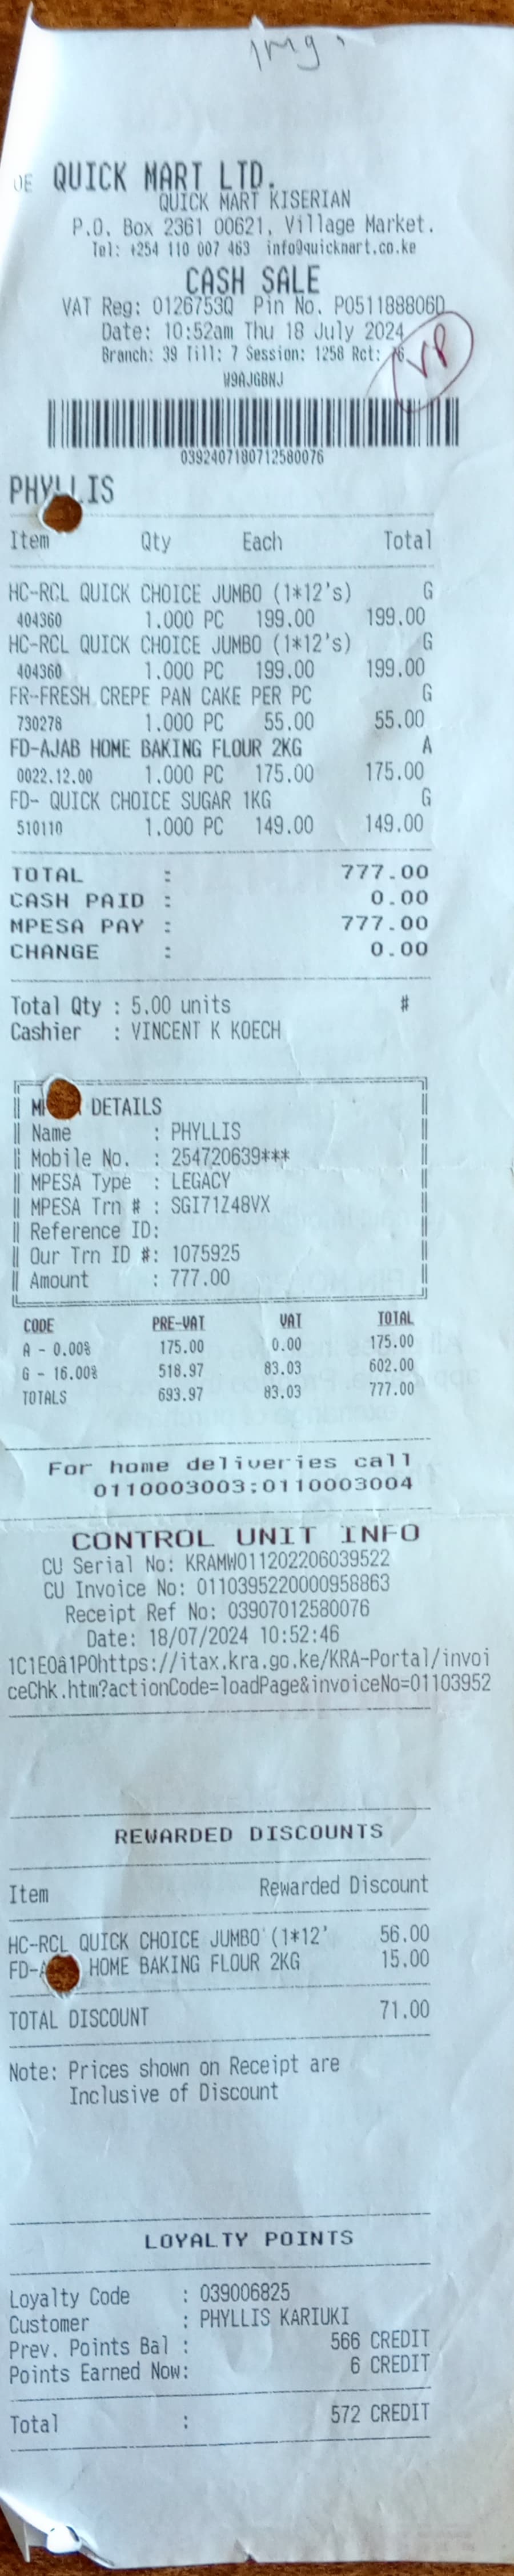 img.
OE QUICK MART LTD.
QUICK MART KISERIAN
P.O. Box 2361 00621, Village Market.
Tel: +254 110 007 463 info@quickmart.co.ke
CASH SALE
VAT Reg: 0126753Q Pin No. P051188806D
Date: 10:52am Thu 18 July 2024
Branch: 39 Till: 7 Session: 1258 Rct: 76
W9AJGBNJ
0392407180712580076
PHYLLIS
Item Qty Each Total
HC-RCL QUICK CHOICE JUMBO (1*12's) G
404360 1.000 PC 199.00 199.00
HC-RCL QUICK CHOICE JUMBO (1*12's) G
404360 1.000 PC 199.00 199.00
FR-FRESH CREPE PAN CAKE PER PC G
730278 1.000 PC 55.00 55.00
FD-AJAB HOME BAKING FLOUR 2KG A
0022.12.00 1.000 PC 175.00 175.00
FD- QUICK CHOICE SUGAR 1KG G
510110 1.000 PC 149.00 149.00
TOTAL : 777.00
CASH PAID : 0.00
MPESA PAY : 777.00
CHANGE : 0.00
Total Qty : 5.00 units #
Cashier : VINCENT K KOECH
DETAILS
Name : PHYLLIS
Mobile No. : 254720639***
MPESA Type : LEGACY
MPESA Trn # : SGI71Z48VX
Reference ID:
Our Trn ID #: 1075925
Amount : 777.00
CODE PRE-VAT VAT TOTAL
A - 0.00% 175.00 0.00 175.00
G - 16.00% 518.97 83.03 602.00
TOTALS 693.97 83.03 777.00
For home deliveries call
0110003003:0110003004
CONTROL UNIT INFO
CU Serial No: KRAMW011202206039522
CU Invoice No: 0110395220000958863
Receipt Ref No: 03907012580076
Date: 18/07/2024 10:52:46
1C1E0â1P0https://itax.kra.go.ke/KRA-Portal/invoi
ceChk.htm?actionCode=loadPage&invoiceNo=01103952
REWARDED DISCOUNTS
Item Rewarded Discount
HC-RCL QUICK CHOICE JUMBO (1*12' 56.00
HOME BAKING FLOUR 2KG 15.00
TOTAL DISCOUNT 71.00
Note: Prices shown on Receipt are
Inclusive of Discount
LOYALTY POINTS
Loyalty Code : 039006825
Customer : PHYLLIS KARIUKI
Prev. Points Bal : 566 CREDIT
Points Earned Now: 6 CREDIT
Total : 572 CREDIT